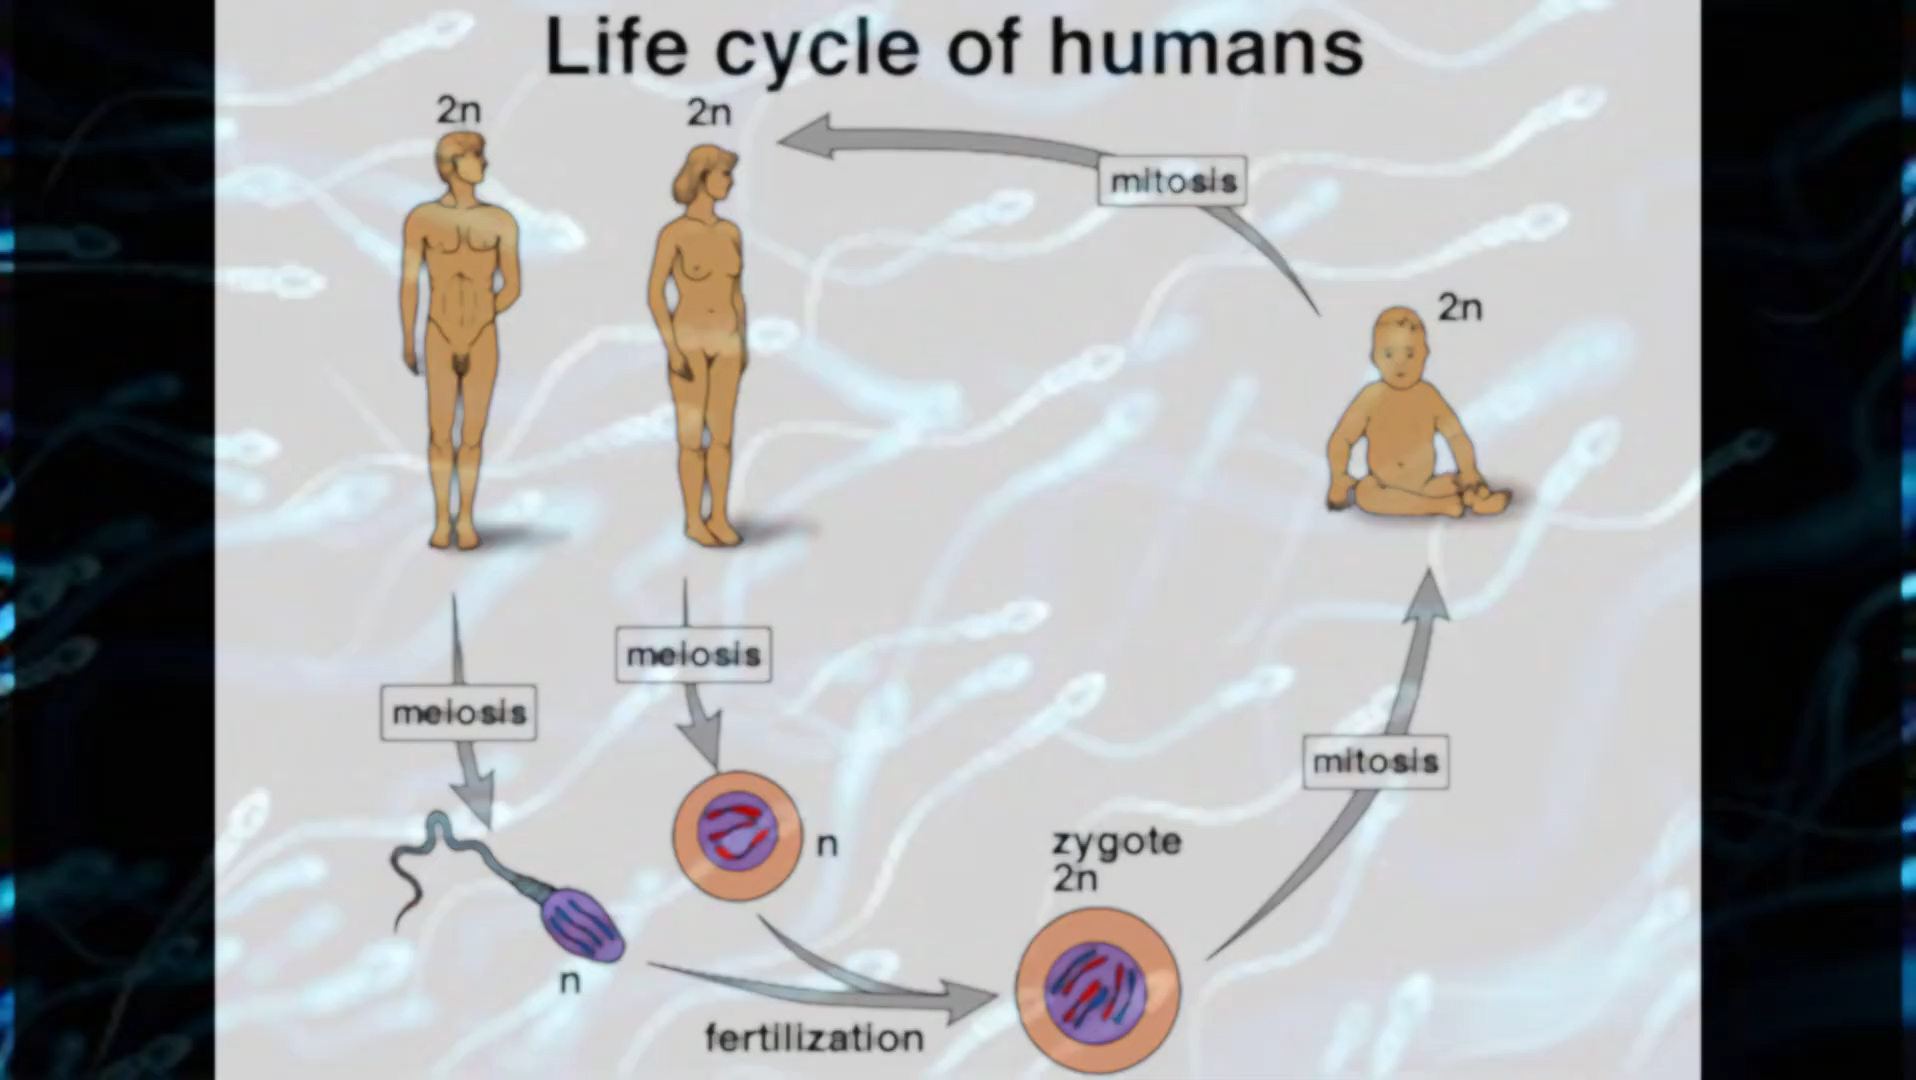 Life cycle of humans
2n
2n
mitosis
2n
meiosis
meiosis
mitosis
n
zygote
2n
n
fertilization